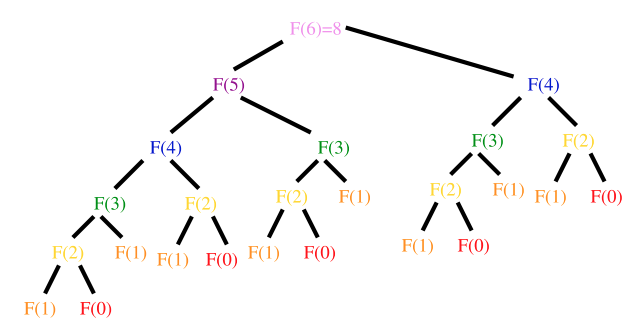 F(6)=8
F(5) F(4)
F(4) F(3) F(3) F(2)
F(3) F(2) F(2) F(1) F(2) F(1) F(1) F(0)
F(2) F(1) F(1) F(0) F(1) F(0) F(1) F(0)
F(1) F(0)